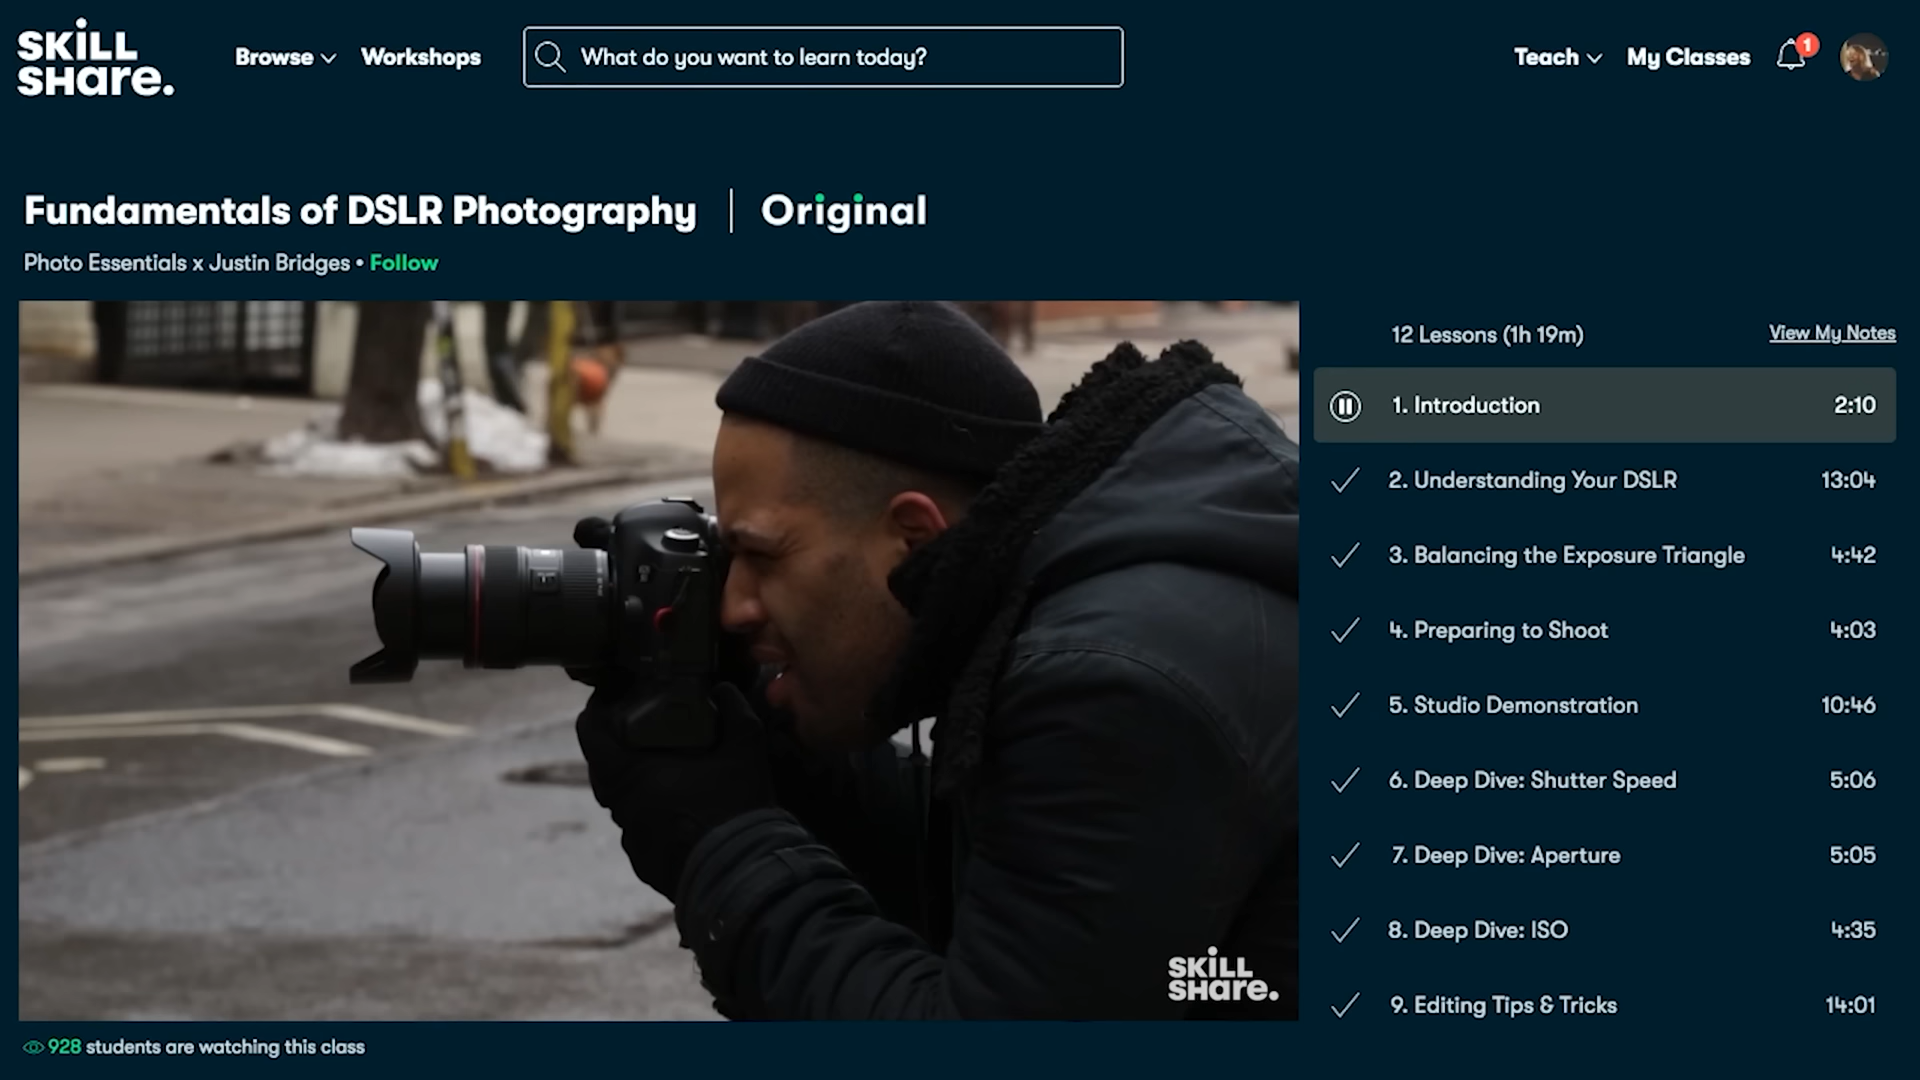 SKILL
SHare.
Browse
Workshops
What do you want to learn today?
Teach
My Classes
1
Fundamentals of DSLR Photography | Original
Photo Essentials x Justin Bridges • Follow
12 Lessons (1h 19m)
View My Notes
1. Introduction 2:10
2. Understanding Your DSLR 13:04
3. Balancing the Exposure Triangle 4:42
4. Preparing to Shoot 4:03
5. Studio Demonstration 10:46
6. Deep Dive: Shutter Speed 5:06
7. Deep Dive: Aperture 5:05
8. Deep Dive: ISO 4:35
9. Editing Tips & Tricks 14:01
SKILL
SHare.
928 students are watching this class